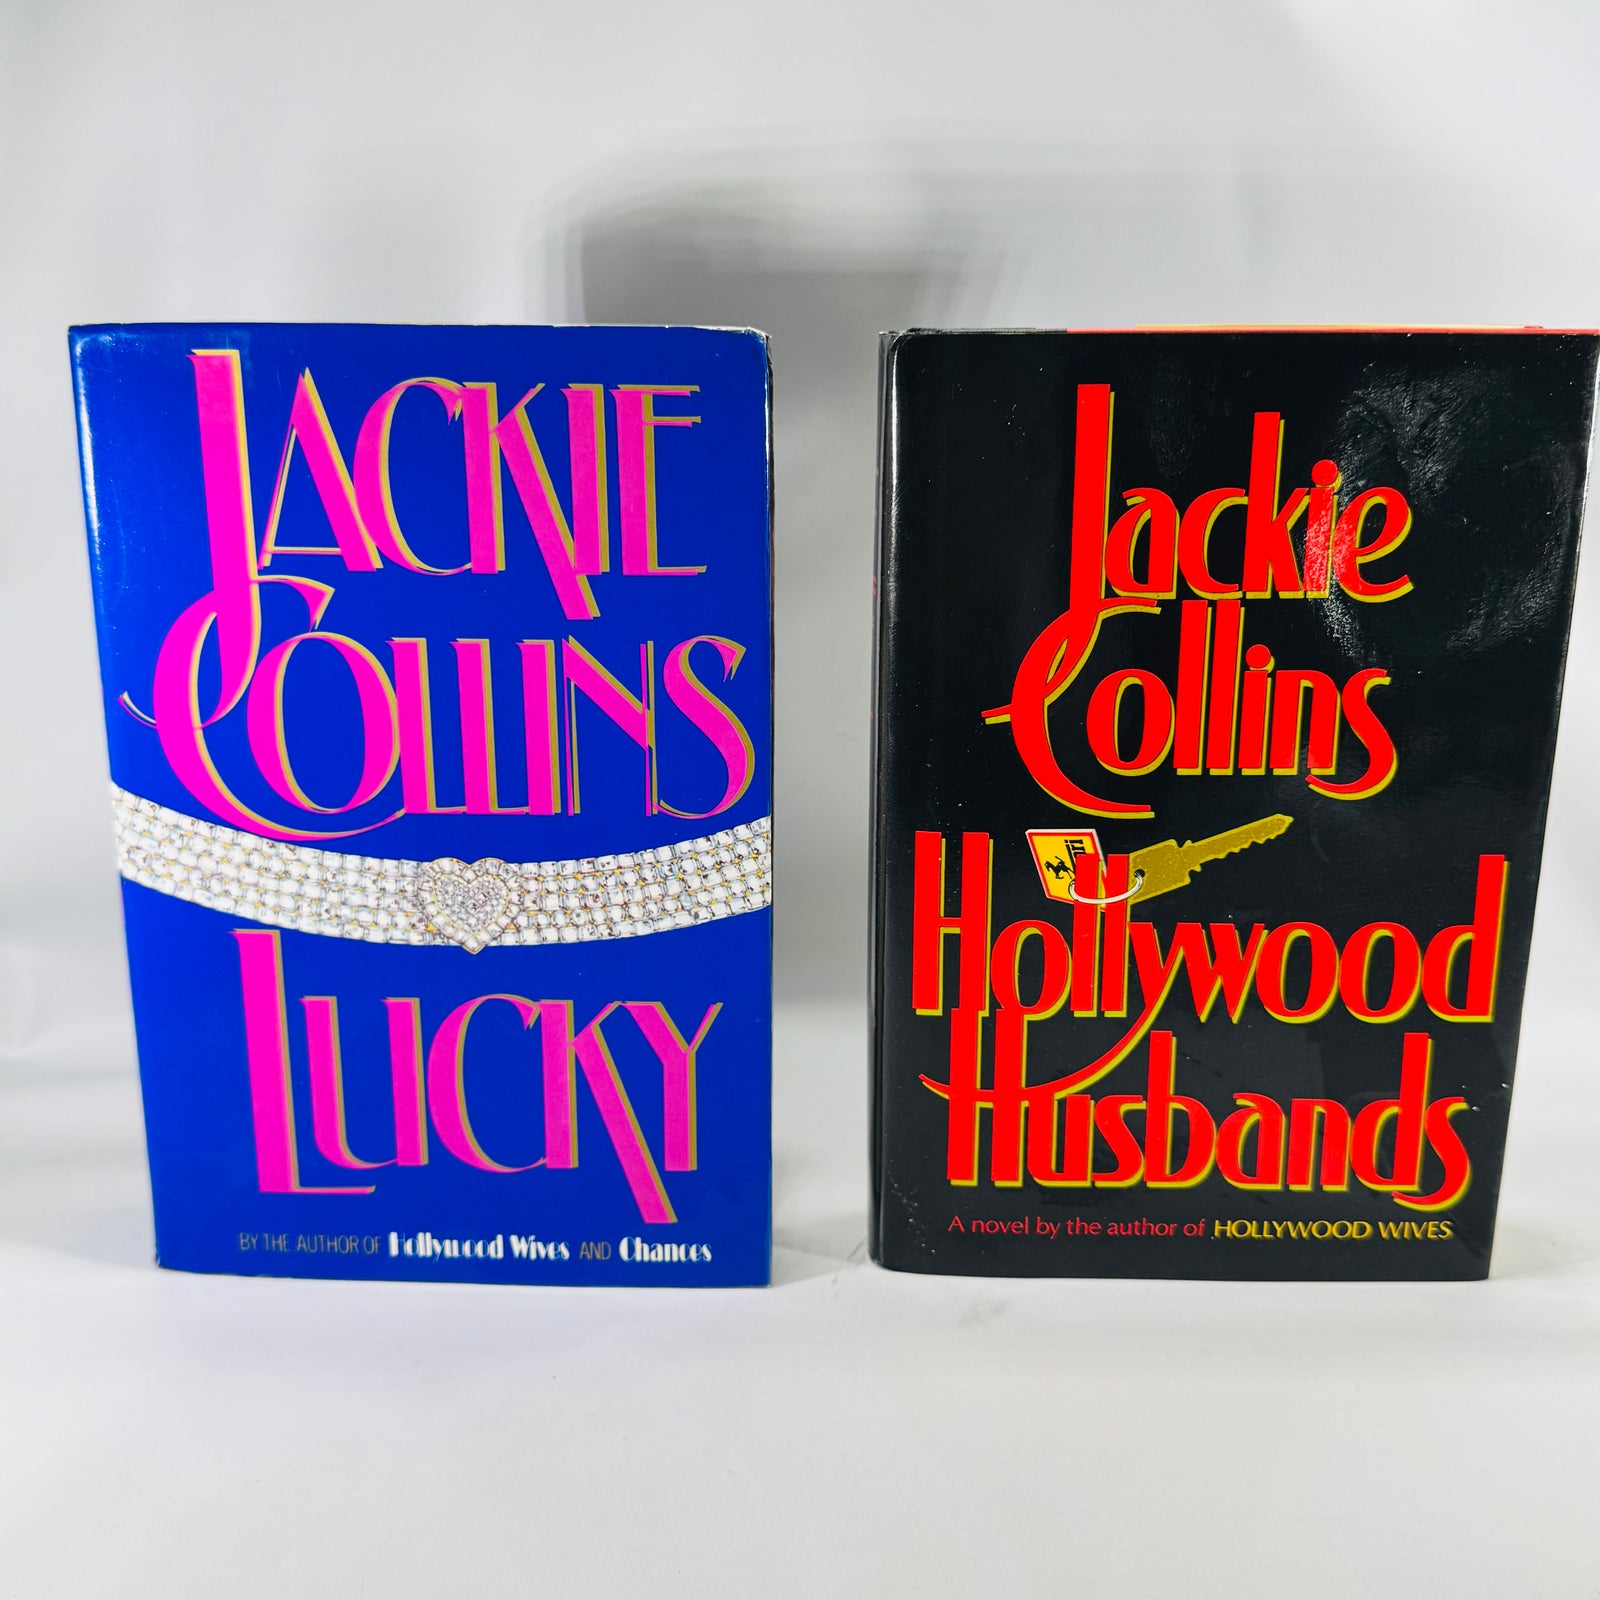 JACKIE
COLLINS
LUCKY
BY THE AUTHOR OF Hollywood Wives AND Chances
Jackie
Collins
Hollywood
Husbands
A novel by the author of HOLLYWOOD WIVES